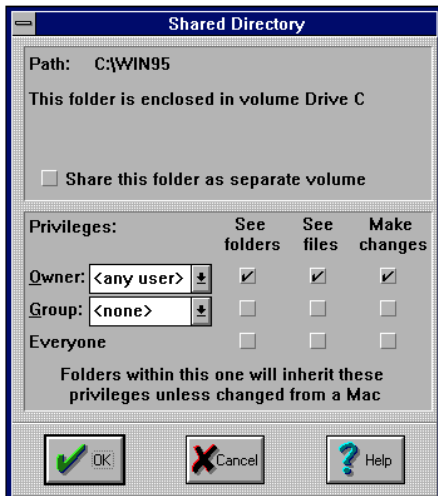 Shared Directory
Path: C:\WIN95
This folder is enclosed in volume Drive C
Share this folder as separate volume
Privileges: See folders See files Make changes
Owner: <any user>
Group: <none>
Everyone
Folders within this one will inherit these
privileges unless changed from a Mac
OK Cancel Help